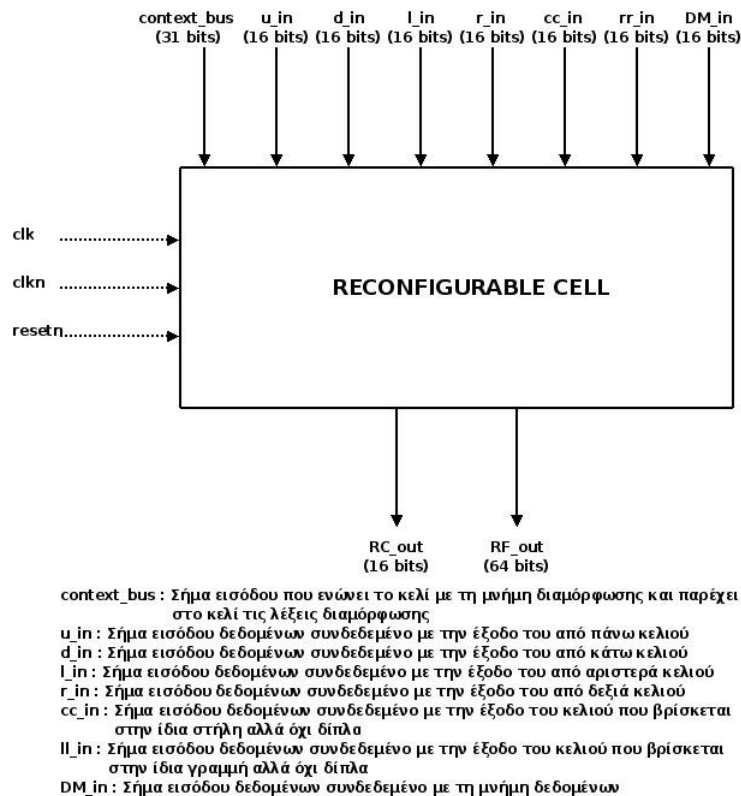 context_bus u_in d_in l_in r_in cc_in rr_in DM_in
(31 bits) (16 bits) (16 bits) (16 bits) (16 bits) (16 bits) (16 bits) (16 bits)
clk
clkn
resetn
RECONFIGURABLE CELL
RC_out RF_out
(16 bits) (64 bits)
context_bus : Σήμα εισόδου που ενώνει το κελί με τη μνήμη διαμόρφωσης και παρέχει
στο κελί τις λέξεις διαμόρφωσης
u_in : Σήμα εισόδου δεδομένων συνδεδεμένο με την έξοδο του από πάνω κελιού
d_in : Σήμα εισόδου δεδομένων συνδεδεμένο με την έξοδο του από κάτω κελιού
l_in : Σήμα εισόδου δεδομένων συνδεδεμένο με την έξοδο του από αριστερά κελιού
r_in : Σήμα εισόδου δεδομένων συνδεδεμένο με την έξοδο του από δεξιά κελιού
cc_in : Σήμα εισόδου δεδομένων συνδεδεμένο με την έξοδο του κελιού που βρίσκεται
στην ίδια στήλη αλλά όχι δίπλα
ll_in : Σήμα εισόδου δεδομένων συνδεδεμένο με την έξοδο του κελιού που βρίσκεται
στην ίδια γραμμή αλλά όχι δίπλα
DM_in : Σήμα εισόδου δεδομένων συνδεδεμένο με τη μνήμη δεδομένων